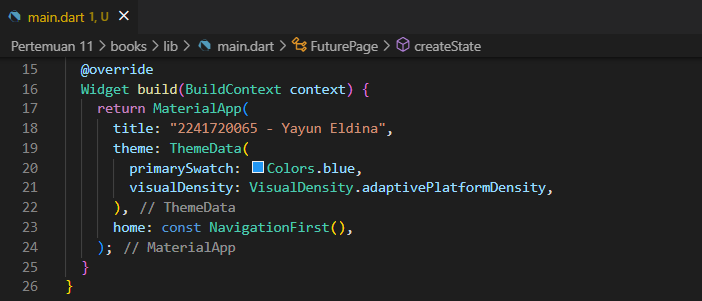 main.dart 1, U
Pertemuan 11 > books > lib > main.dart > FuturePage > createState
15 @override
16 Widget build(BuildContext context) {
17 return MaterialApp(
18 title: "2241720065 - Yayun Eldina",
19 theme: ThemeData(
20 primarySwatch: Colors.blue,
21 visualDensity: VisualDensity.adaptivePlatformDensity,
22 ), // ThemeData
23 home: const NavigationFirst(),
24 ); // MaterialApp
25 }
26 }